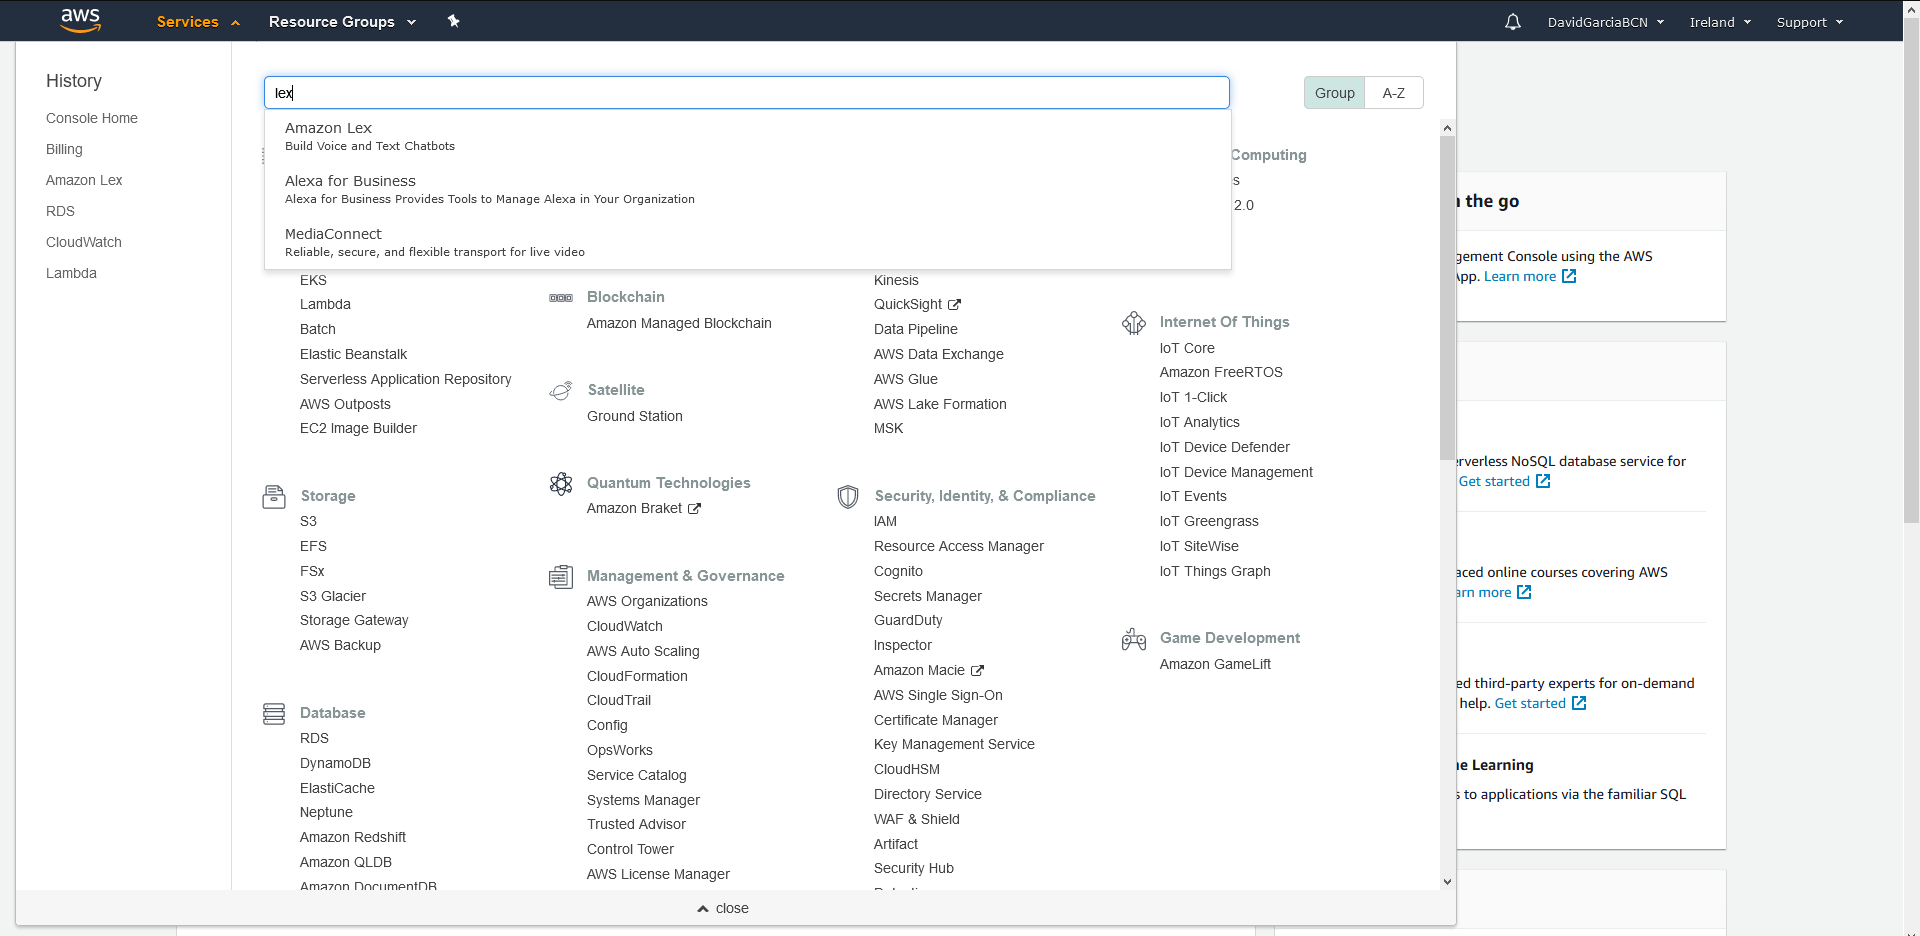 aws
Services
Resource Groups
DavidGarciaBCN
Ireland
Support
History
Console Home
Billing
Amazon Lex
RDS
CloudWatch
Lambda
lex
Group
A-Z
Amazon Lex
Build Voice and Text Chatbots
Alexa for Business
Alexa for Business Provides Tools to Manage Alexa in Your Organization
MediaConnect
Reliable, secure, and flexible transport for live video
EKS
Lambda
Batch
Elastic Beanstalk
Serverless Application Repository
AWS Outposts
EC2 Image Builder
Storage
S3
EFS
FSx
S3 Glacier
Storage Gateway
AWS Backup
Database
RDS
DynamoDB
ElastiCache
Neptune
Amazon Redshift
Amazon QLDB
Amazon DocumentDB
Blockchain
Amazon Managed Blockchain
Satellite
Ground Station
Quantum Technologies
Amazon Braket
Management & Governance
AWS Organizations
CloudWatch
AWS Auto Scaling
CloudFormation
CloudTrail
Config
OpsWorks
Service Catalog
Systems Manager
Trusted Advisor
Control Tower
AWS License Manager
Kinesis
QuickSight
Data Pipeline
AWS Data Exchange
AWS Glue
AWS Lake Formation
MSK
Security, Identity, & Compliance
IAM
Resource Access Manager
Cognito
Secrets Manager
GuardDuty
Inspector
Amazon Macie
AWS Single Sign-On
Certificate Manager
Key Management Service
CloudHSM
Directory Service
WAF & Shield
Artifact
Security Hub
Computing
s
2.0
Internet Of Things
IoT Core
Amazon FreeRTOS
IoT 1-Click
IoT Analytics
IoT Device Defender
IoT Device Management
IoT Events
IoT Greengrass
IoT SiteWise
IoT Things Graph
Game Development
Amazon GameLift
the go
gement Console using the AWS
App. Learn more
erverless NoSQL database service for
Get started
aced online courses covering AWS
arn more
ed third-party experts for on-demand
help. Get started
ne Learning
s to applications via the familiar SQL
close